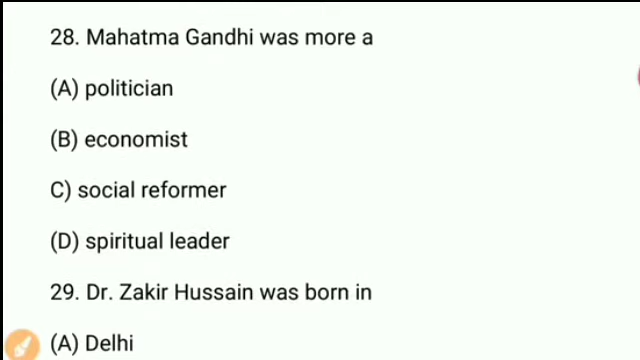 28. Mahatma Gandhi was more a
(A) politician
(B) economist
C) social reformer
(D) spiritual leader
29. Dr. Zakir Hussain was born in
(A) Delhi